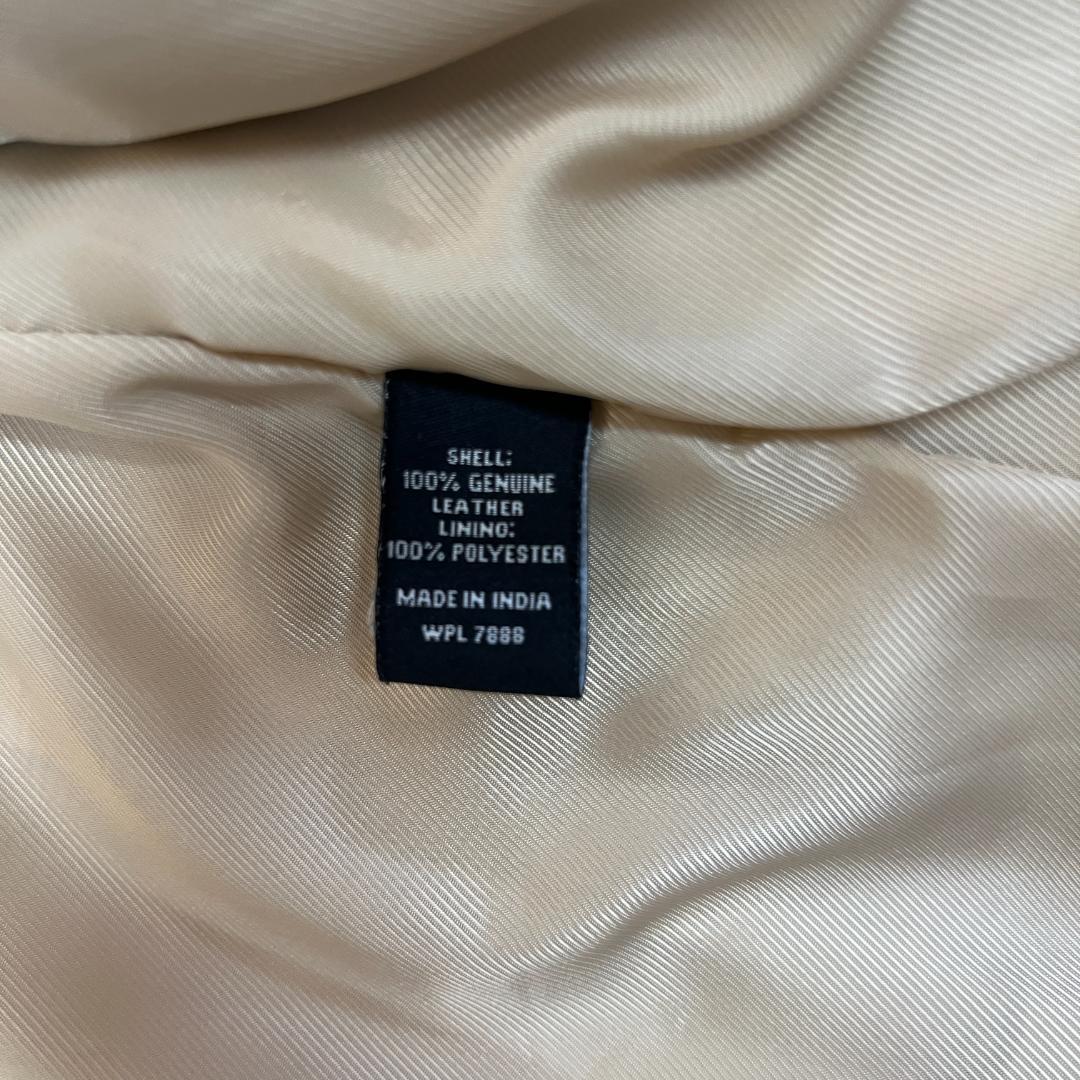 SHELL:
100% GENUINE
LEATHER
LINING:
100% POLYESTER
MADE IN INDIA
WPL 7888